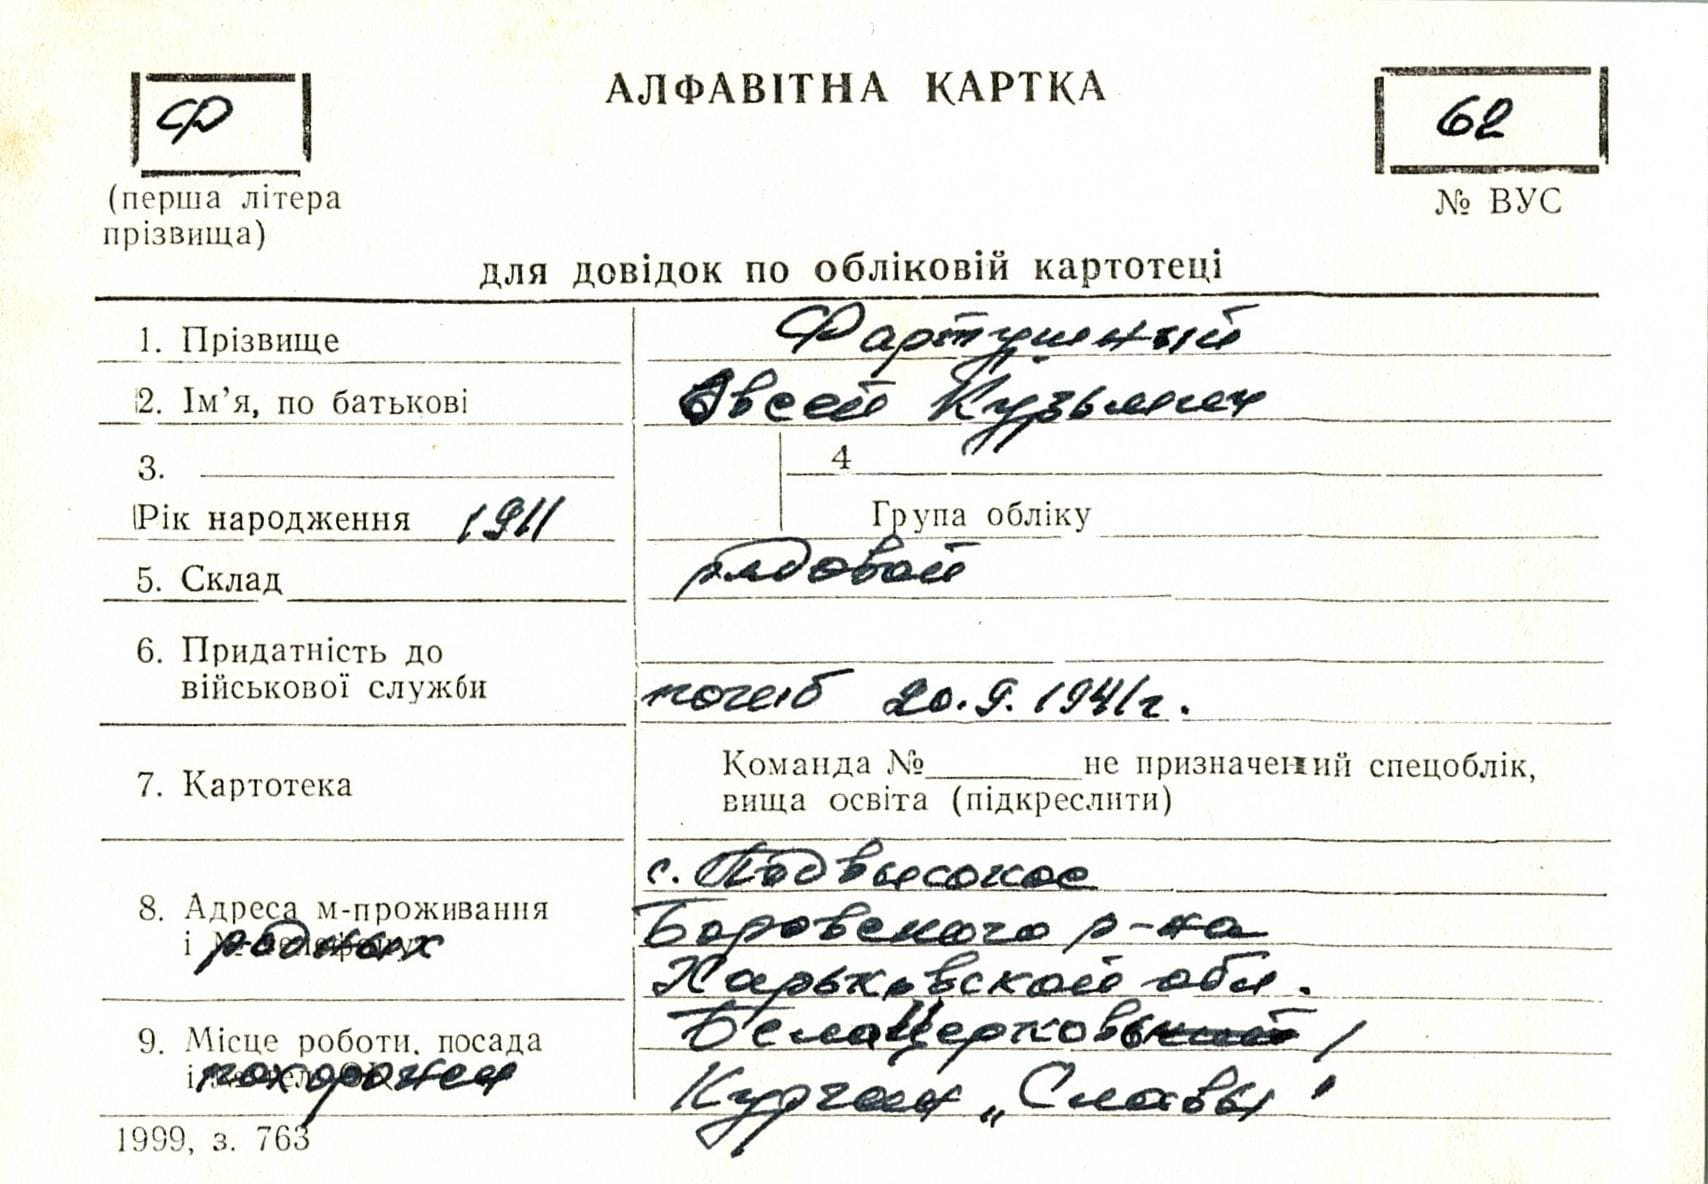 АЛФАВІТНА КАРТКА
Ф
62
(перша літера
прізвища)
№ ВУС
для довідок по обліковій картотеці
1. Прізвище Фартушный
2. Ім’я, по батькові Овсей Кузьмич
3. 4
Рік народження 1911 Група обліку
5. Склад рядовой
6. Придатність до
військової служби погиб 20.9.1941г.
7. Картотека
Команда № не призначений спецоблік,
вища освіта (підкреслити)
8. Адреса м-проживання
і родных
с. Подвысокое
Боровского р-на
Харьковской обл.
9. Місце роботи, посада
і похоронен
Белая Церковь,
Курган „Славы"
1999, з. 763